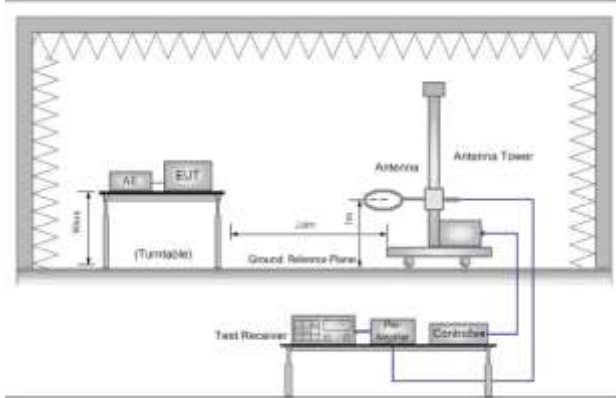 Antenna Tower
Antenna
AE
EUT
(Turntable)
Ground Reference Plane
Test Receiver
Controller